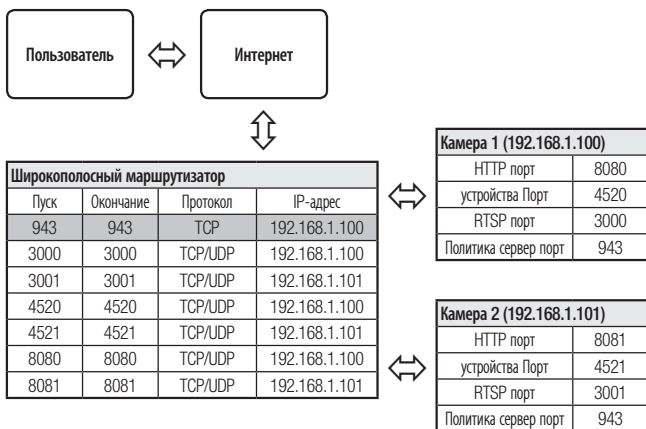 Пользователь
Интернет
Широкополосный маршрутизатор
Пуск Окончание Протокол IP-адрес
943 943 TCP 192.168.1.100
3000 3000 TCP/UDP 192.168.1.100
3001 3001 TCP/UDP 192.168.1.101
4520 4520 TCP/UDP 192.168.1.100
4521 4521 TCP/UDP 192.168.1.101
8080 8080 TCP/UDP 192.168.1.100
8081 8081 TCP/UDP 192.168.1.101
Камера 1 (192.168.1.100)
HTTP порт 8080
устройства Порт 4520
RTSP порт 3000
Политика сервер порт 943
Камера 2 (192.168.1.101)
HTTP порт 8081
устройства Порт 4521
RTSP порт 3001
Политика сервер порт 943